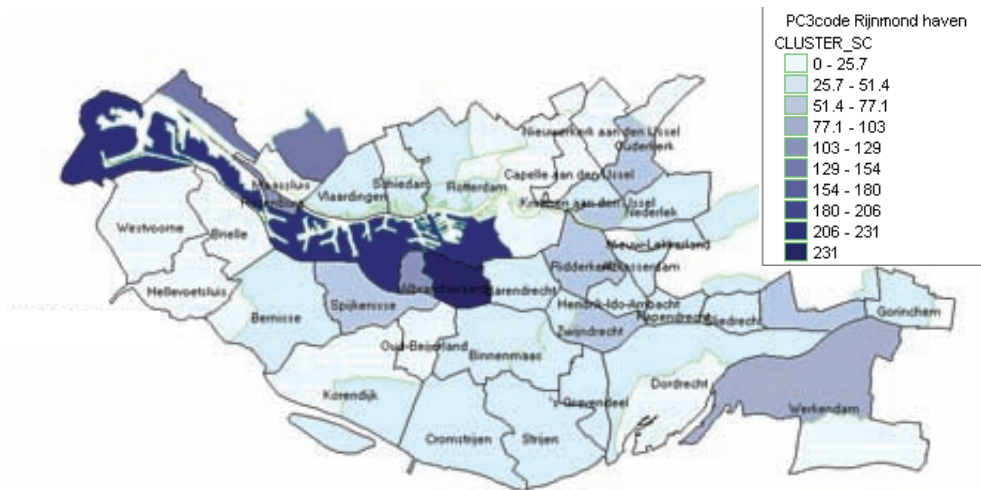 PC3code Rijnmond haven
CLUSTER_SC
0 - 25.7
25.7 - 51.4
51.4 - 77.1
77.1 - 103
103 - 129
129 - 154
154 - 180
180 - 206
206 - 231
231
Nieuwerkerk aan den IJssel
Ouderkerk
Maassluis
Vlaardingen
Schiedam
Rotterdam
Capelle aan den IJssel
Krimpen aan den IJssel
Nederlek
Westvoorne
Brielle
Nieuw-Lekkerland
Ridderkerk
Alblasserdam
Hellevoetsluis
Spijkenisse
Albrandswaard
Barendrecht
Hendrik-Ido-Ambacht
Papendrecht
Sliedrecht
Gorinchem
Bernisse
Zwijndrecht
Oud-Beijerland
Binnenmaas
Dordrecht
Korendijk
's-Gravendeel
Werkendam
Cromstrijen
Strijen